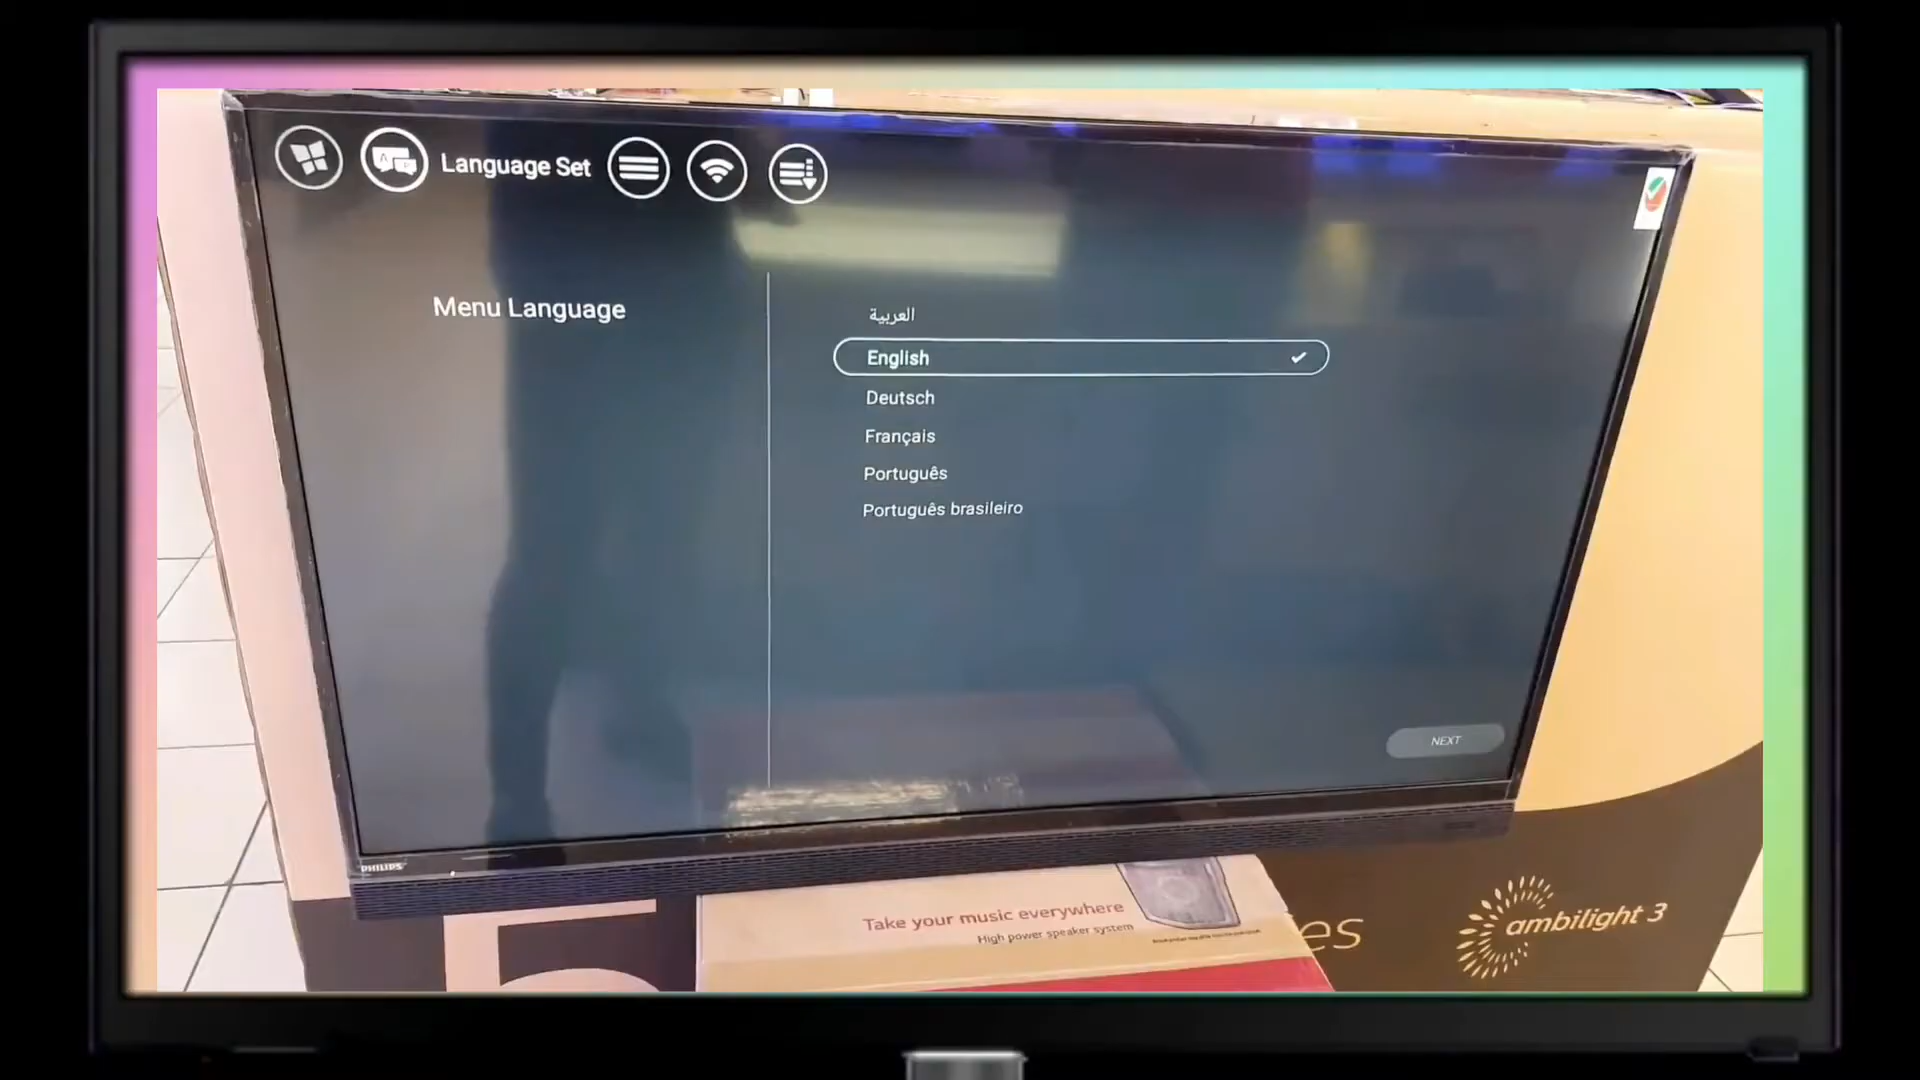 Language Set
Menu Language
العربية
English
Deutsch
Français
Português
Português brasileiro
NEXT
PHILIPS
Take your music everywhere
High power speaker system
es
ambilight 3